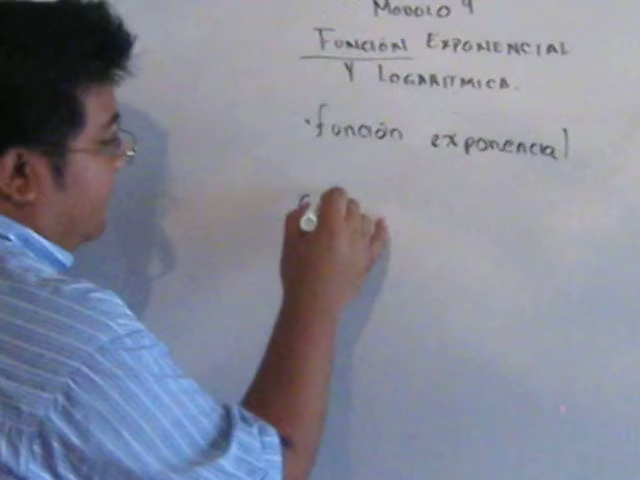 MODULO 4
FUNCIÓN EXPONENCIAL
Y LOGARITMICA.
• función exponencial